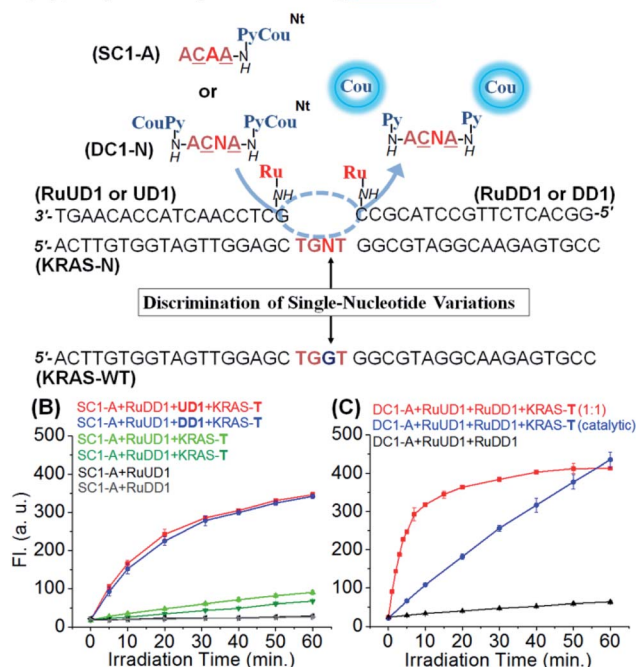 Nt
PyCou
(SC1-A) ACAA-N
H
or
Nt
CouPy PyCou
(DC1-N) N-ACNA-N
H H
Cou Cou
Py Py
N-ACNA-N
H H
Ru Ru
NH NH
(RuUD1 or UD1) (RuDD1 or DD1)
3'-TGAACACCATCAACCTCG CCGCATCCGTTCTCACGG-5'
5'-ACTTGTGGTAGTTGGAGC TGNT GGCGTAGGCAAGAGTGCC
(KRAS-N)
Discrimination of Single-Nucleotide Variations
5'-ACTTGTGGTAGTTGGAGC TGGT GGCGTAGGCAAGAGTGCC
(KRAS-WT)
(B) SC1-A+RuDD1+UD1+KRAS-T
SC1-A+RuUD1+DD1+KRAS-T
SC1-A+RuUD1+KRAS-T
SC1-A+RuDD1+KRAS-T
SC1-A+RuUD1
SC1-A+RuDD1
500
400
300
200
100
0
Fl. (a. u.)
0 10 20 30 40 50 60
Irradiation Time (min.)
(C) DC1-A+RuUD1+RuDD1+KRAS-T (1:1)
DC1-A+RuUD1+RuDD1+KRAS-T (catalytic)
DC1-A+RuUD1+RuDD1
500
400
300
200
100
0
0 10 20 30 40 50 60
Irradiation Time (min.)